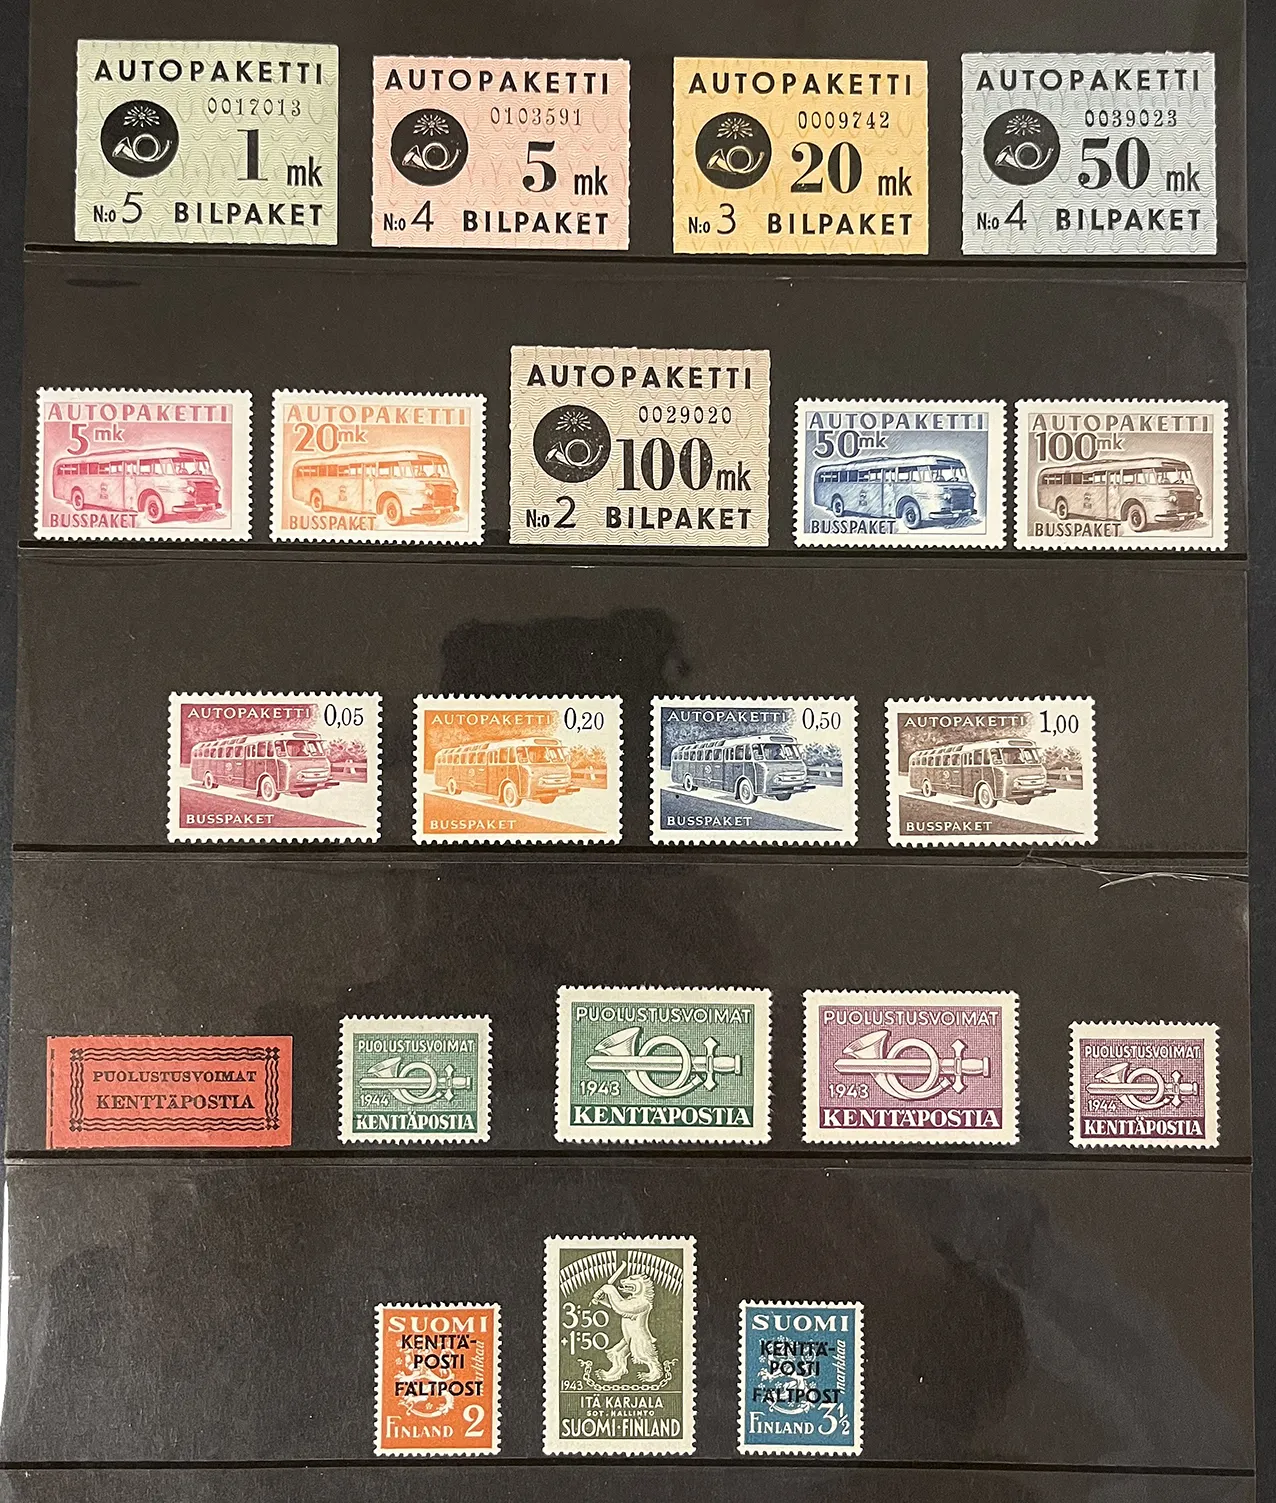 AUTOPAKETTI
0017013
1 mk
N:o 5 BILPAKET
AUTOPAKETTI
0103591
5 mk
N:o 4 BILPAKET
AUTOPAKETTI
0009742
20 mk
N:o 3 BILPAKET
AUTOPAKETTI
0039023
50 mk
N:o 4 BILPAKET
AUTOPAKETTI
5 mk
BUSSPAKET
AUTOPAKETTI
20 mk
BUSSPAKET
AUTOPAKETTI
0029020
100 mk
N:o 2 BILPAKET
AUTOPAKETTI
50 mk
BUSSPAKET
AUTOPAKETTI
100 mk
BUSSPAKET
AUTOPAKETTI 0,05
BUSSPAKET
AUTOPAKETTI 0,20
BUSSPAKET
AUTOPAKETTI 0,50
BUSSPAKET
AUTOPAKETTI 1,00
BUSSPAKET
PUOLUSTUSVOIMAT
KENTTÄPOSTIA
PUOLUSTUSVOIMAT
1944
KENTTÄPOSTIA
PUOLUSTUSVOIMAT
1943
KENTTÄPOSTIA
PUOLUSTUSVOIMAT
1943
KENTTÄPOSTIA
PUOLUSTUSVOIMAT
1944
KENTTÄPOSTIA
SUOMI
KENTTÄ-
POSTI
FÄLTPOST
FINLAND 2
3:50
+1:50
1943
ITÄ KARJALA
SOT. HALLINTO
SUOMI-FINLAND
SUOMI
KENTTÄ-
POSTI
markkaa
FÄLTPOST
FINLAND 3½